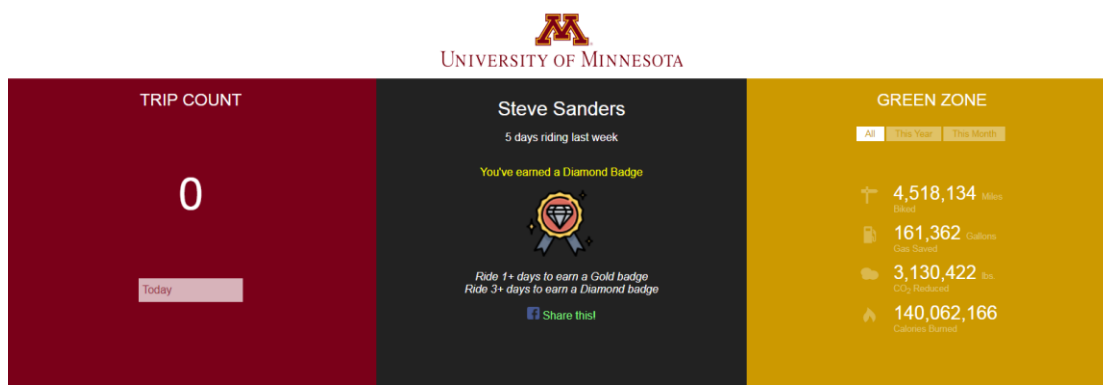 M
UNIVERSITY OF MINNESOTA
TRIP COUNT
0
Today
Steve Sanders
5 days riding last week
You've earned a Diamond Badge
Ride 1+ days to earn a Gold badge
Ride 3+ days to earn a Diamond badge
Share this!
GREEN ZONE
All This Year This Month
4,518,134 Miles
Biked
161,362 Gallons
Gas Saved
3,130,422 lbs.
CO₂ Reduced
140,062,166
Calories Burned